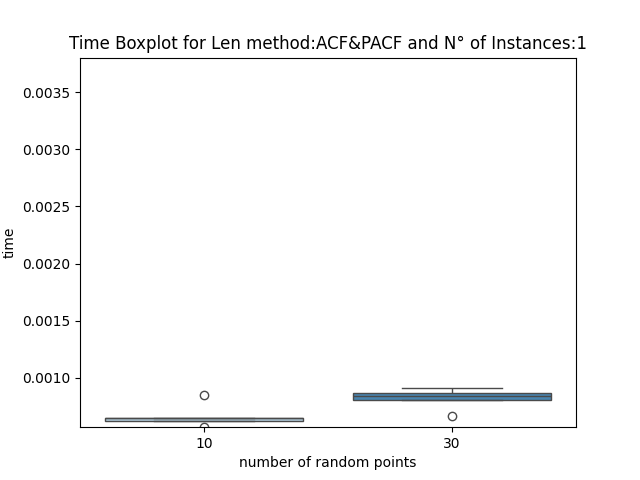 Time Boxplot for Len method:ACF&PACF and N° of Instances:1
0.0035
0.0030
0.0025
0.0020
0.0015
0.0010
time
10
30
number of random points